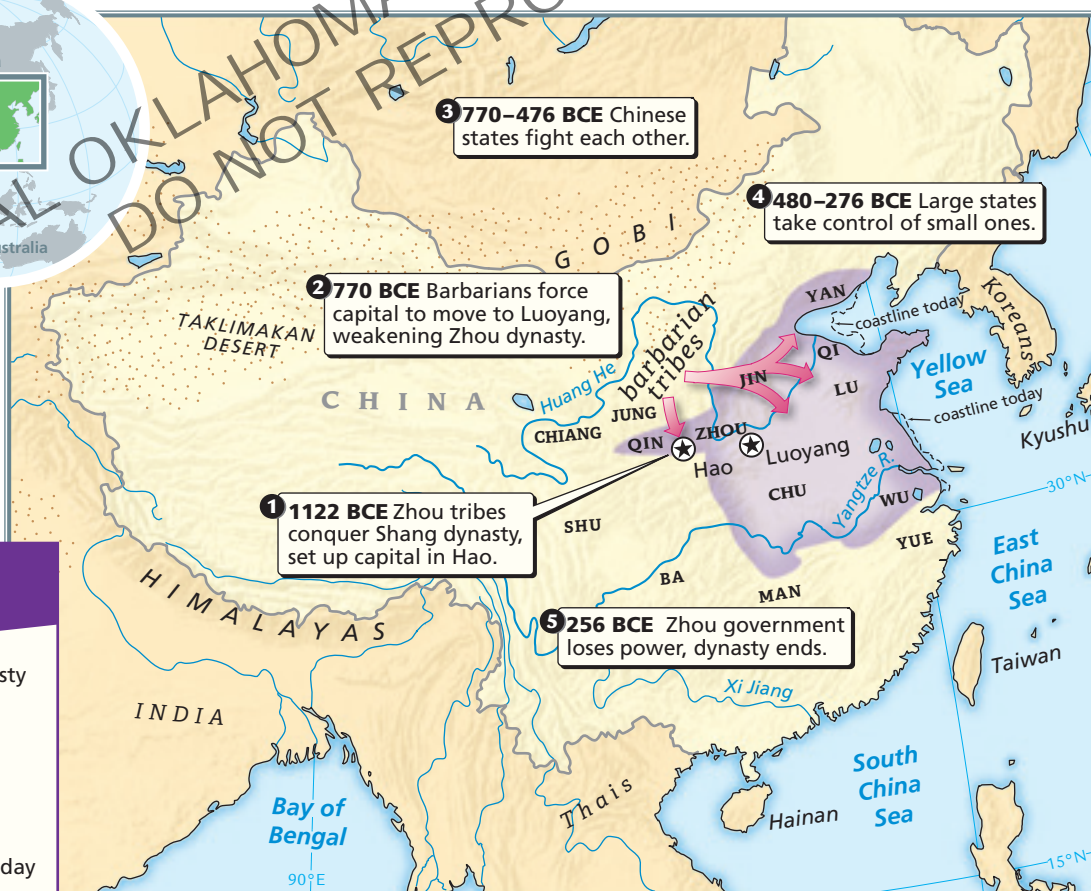 AL OKLAHOMA
DO NOT REPRO
stralia
3 770–476 BCE Chinese
states fight each other.
4 480–276 BCE Large states
take control of small ones.
GOBI
2 770 BCE Barbarians force
capital to move to Luoyang,
weakening Zhou dynasty.
TAKLIMAKAN
DESERT
barbarian
tribes
YAN
coastline today
Koreans
QI
Yellow
Sea
JIN
LU
Huang He
CHINA
JUNG
CHIANG
QIN
ZHOU
Hao
Luoyang
coastline today
Kyushu
30°N
CHU
Yangtze R.
WU
YUE
1 1122 BCE Zhou tribes
conquer Shang dynasty,
set up capital in Hao.
SHU
BA
MAN
East
China
Sea
HIMALAYAS
5 256 BCE Zhou government
loses power, dynasty ends.
Taiwan
sty
INDIA
Xi Jiang
South
China
Sea
Thais
Hainan
Bay of
Bengal
day
90°E
15°N